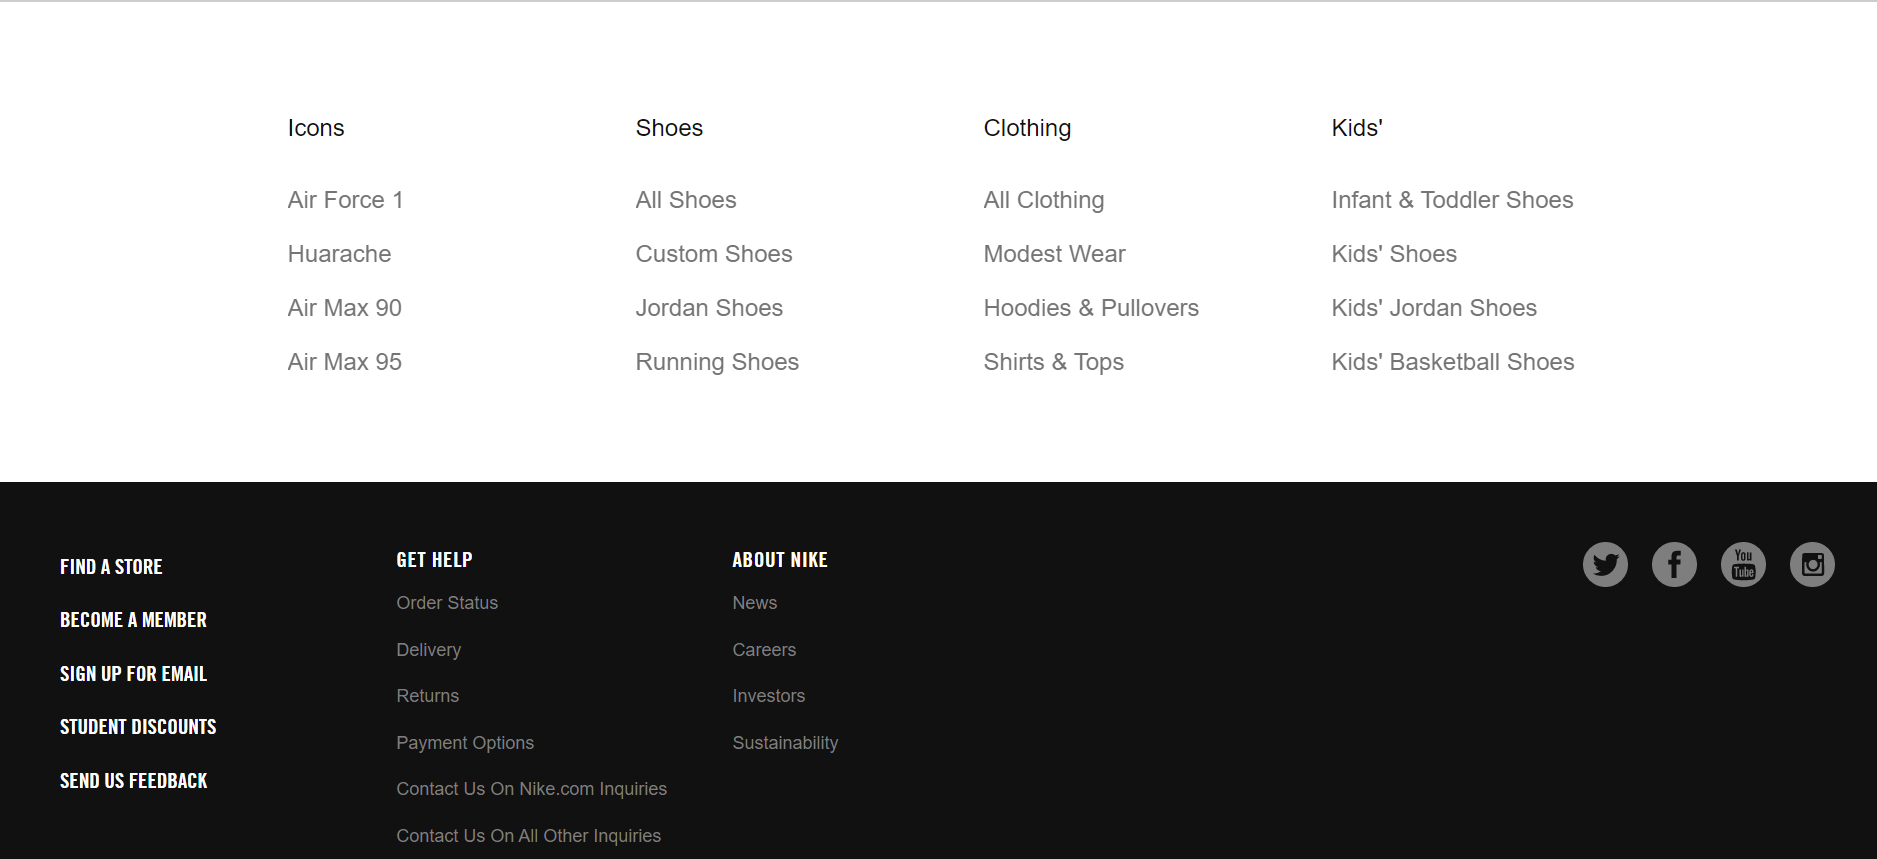 Icons
Air Force 1
Huarache
Air Max 90
Air Max 95
Shoes
All Shoes
Custom Shoes
Jordan Shoes
Running Shoes
Clothing
All Clothing
Modest Wear
Hoodies & Pullovers
Shirts & Tops
Kids'
Infant & Toddler Shoes
Kids' Shoes
Kids' Jordan Shoes
Kids' Basketball Shoes
FIND A STORE
BECOME A MEMBER
SIGN UP FOR EMAIL
STUDENT DISCOUNTS
SEND US FEEDBACK
GET HELP
Order Status
Delivery
Returns
Payment Options
Contact Us On Nike.com Inquiries
Contact Us On All Other Inquiries
ABOUT NIKE
News
Careers
Investors
Sustainability
You
Tube